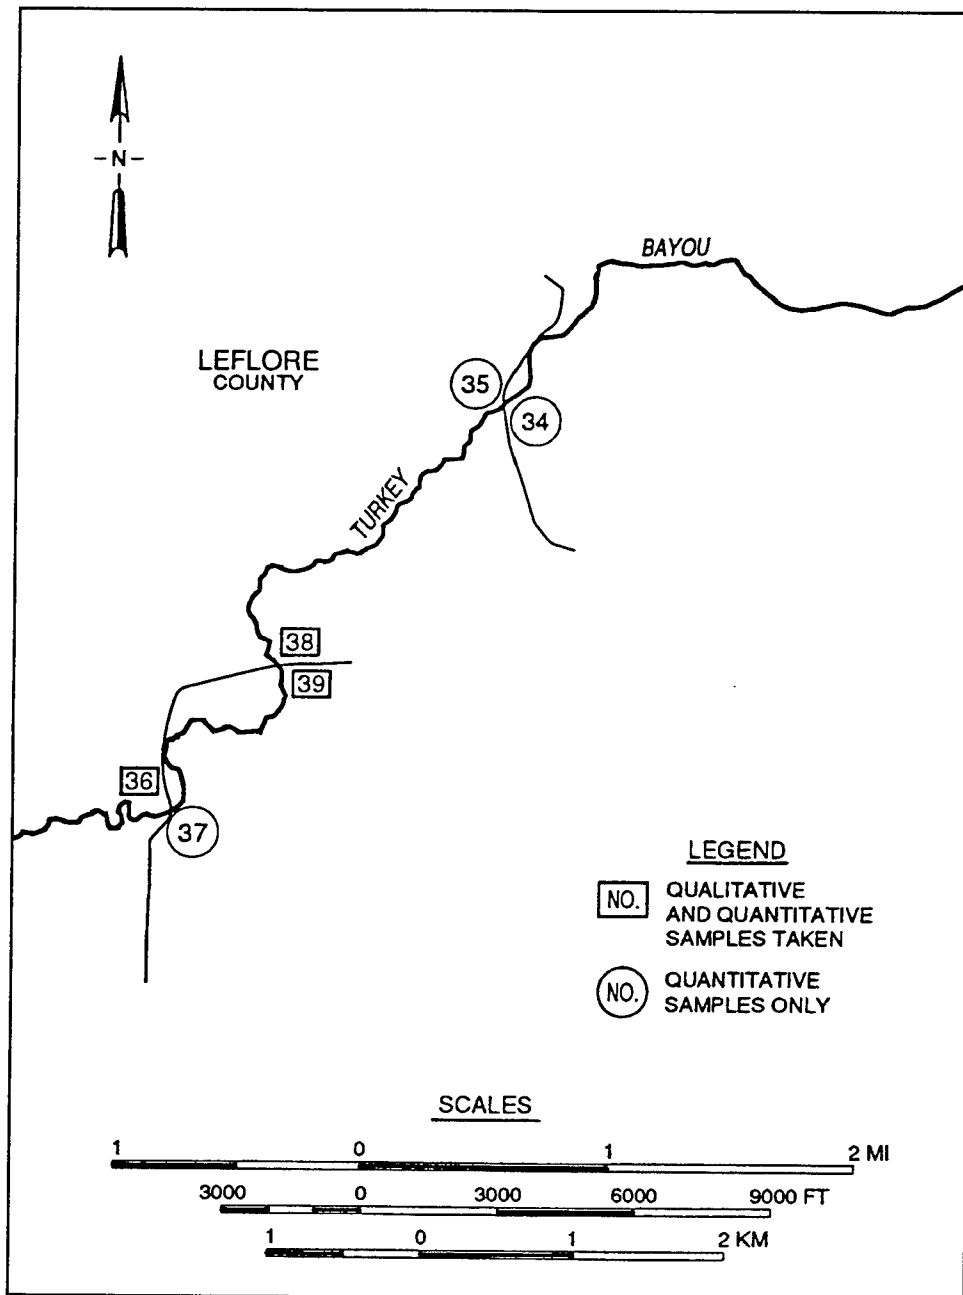 - N -
BAYOU
LEFLORE
COUNTY
35
34
TURKEY
38
39
36
37
LEGEND
NO. QUALITATIVE
AND QUANTITATIVE
SAMPLES TAKEN
NO. QUANTITATIVE
SAMPLES ONLY
SCALES
1 0 1 2 MI
3000 0 3000 6000 9000 FT
1 0 1 2 KM